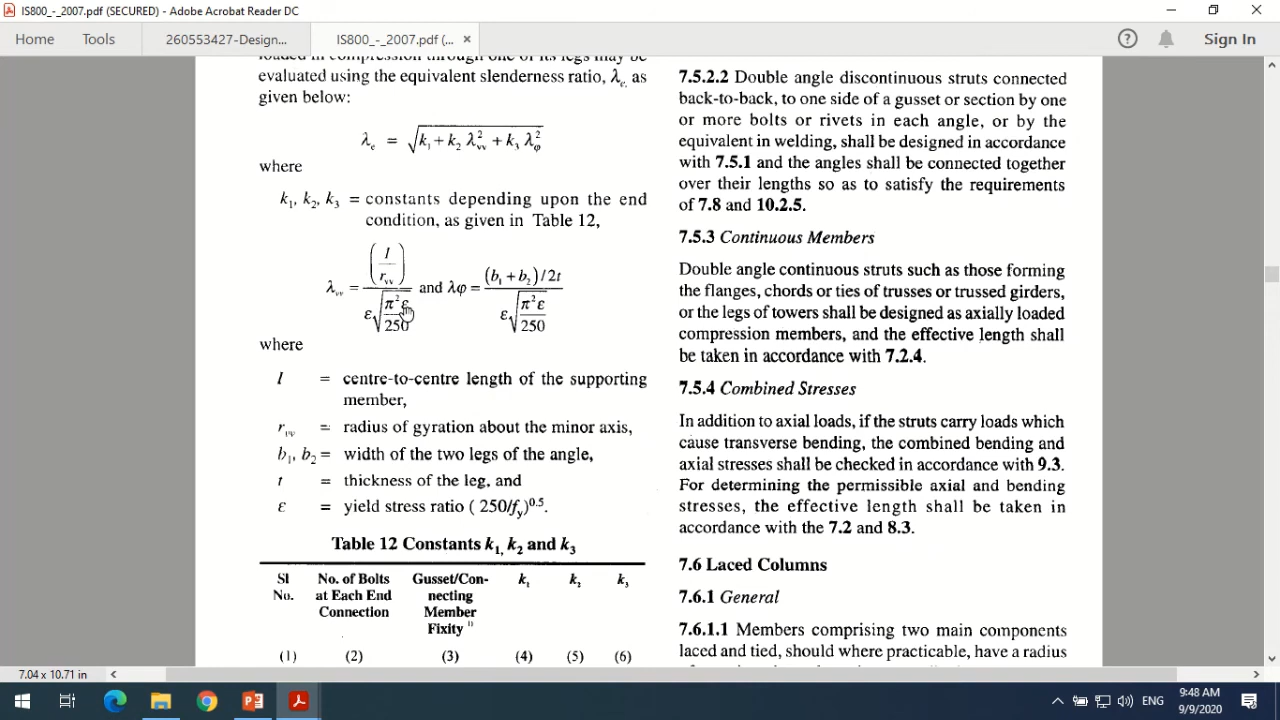 IS800_-_2007.pdf (SECURED) - Adobe Acrobat Reader DC
Home Tools 260553427-Design... IS800_-_2007.pdf (... × Sign In
evaluated using the equivalent slenderness ratio, λe, as
given below:
λe = √(k1 + k2 λ²vv + k3 λ²φ)
where
k1, k2, k3 = constants depending upon the end
condition, as given in Table 12,
λvv = (l/rvv) / (ε√(π²ε/250)) and λφ = (b1 + b2)/2t / (ε√(π²ε/250))
where
l = centre-to-centre length of the supporting
member,
rvv = radius of gyration about the minor axis,
b1, b2 = width of the two legs of the angle,
t = thickness of the leg, and
ε = yield stress ratio ( 250/fy)0.5.
Table 12 Constants k1, k2 and k3
Sl No. No. of Bolts at Each End Connection Gusset/Con-necting Member Fixity 1) k1 k2 k3
(1) (2) (3) (4) (5) (6)
7.5.2.2 Double angle discontinuous struts connected
back-to-back, to one side of a gusset or section by one
or more bolts or rivets in each angle, or by the
equivalent in welding, shall be designed in accordance
with 7.5.1 and the angles shall be connected together
over their lengths so as to satisfy the requirements
of 7.8 and 10.2.5.
7.5.3 Continuous Members
Double angle continuous struts such as those forming
the flanges, chords or ties of trusses or trussed girders,
or the legs of towers shall be designed as axially loaded
compression members, and the effective length shall
be taken in accordance with 7.2.4.
7.5.4 Combined Stresses
In addition to axial loads, if the struts carry loads which
cause transverse bending, the combined bending and
axial stresses shall be checked in accordance with 9.3.
For determining the permissible axial and bending
stresses, the effective length shall be taken in
accordance with the 7.2 and 8.3.
7.6 Laced Columns
7.6.1 General
7.6.1.1 Members comprising two main components
laced and tied, should where practicable, have a radius
7.04 x 10.71 in
ENG
9:48 AM
9/9/2020